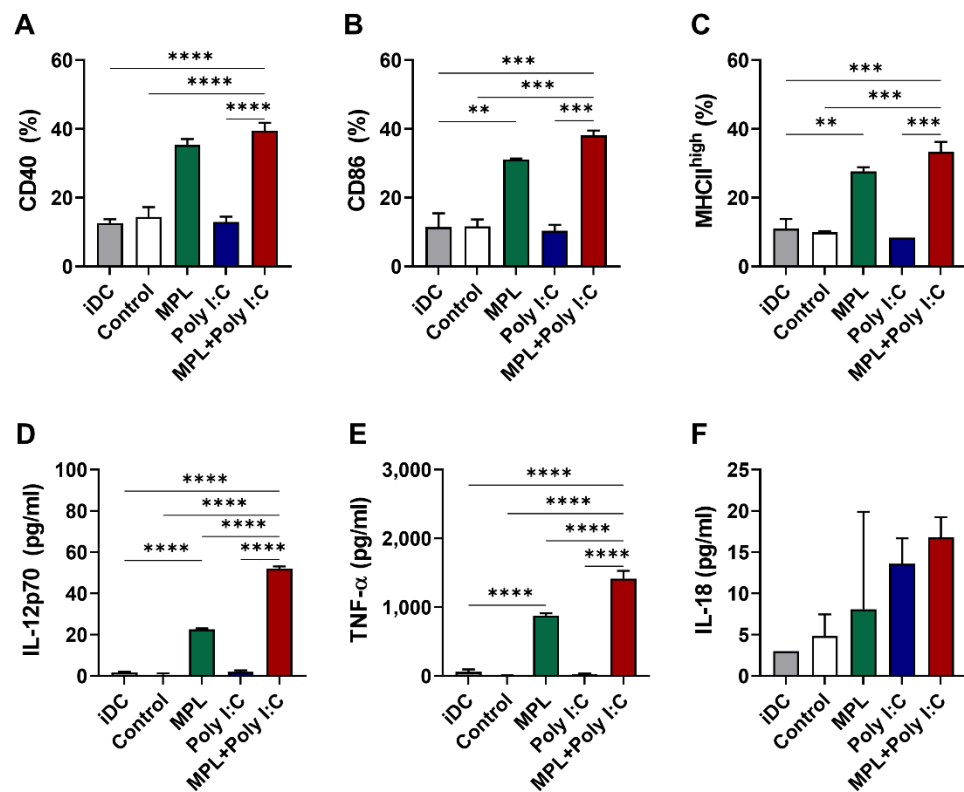 A
CD40 (%)
60
40
20
0
****
****
****
iDC
Control
MPL
Poly I:C
MPL+Poly I:C
B
CD86 (%)
60
40
20
0
***
***
** ***
iDC
Control
MPL
Poly I:C
MPL+Poly I:C
C
MHCII^high (%)
60
40
20
0
***
***
** ***
iDC
Control
MPL
Poly I:C
MPL+Poly I:C
D
IL-12p70 (pg/ml)
100
80
60
40
20
0
****
****
****
**** ****
iDC
Control
MPL
Poly I:C
MPL+Poly I:C
E
TNF-α (pg/ml)
3,000
2,000
1,000
0
****
****
****
****
****
iDC
Control
MPL
Poly I:C
MPL+Poly I:C
F
IL-18 (pg/ml)
25
20
15
10
5
0
iDC
Control
MPL
Poly I:C
MPL+Poly I:C